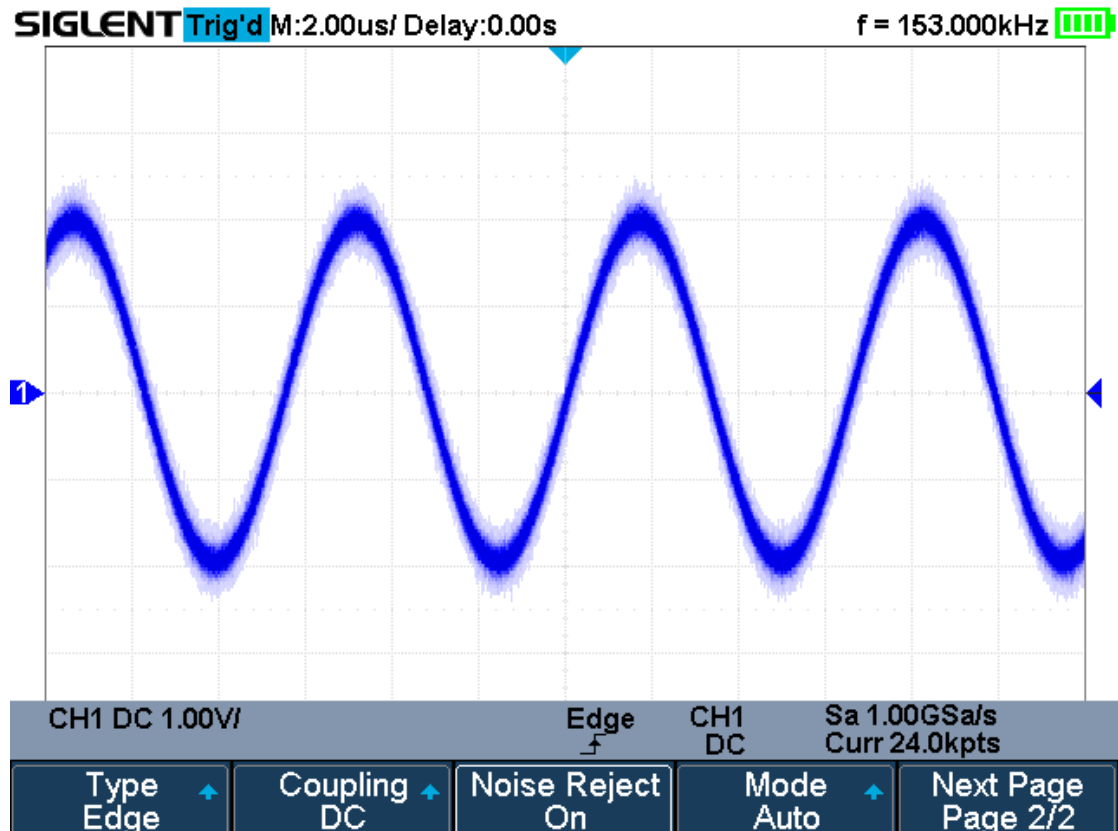 SIGLENT Trig'd M:2.00us/ Delay:0.00s f = 153.000kHz
1
CH1 DC 1.00V/ Edge CH1 Sa 1.00GSa/s
DC Curr 24.0kpts
Type Coupling Noise Reject Mode Next Page
Edge DC On Auto Page 2/2